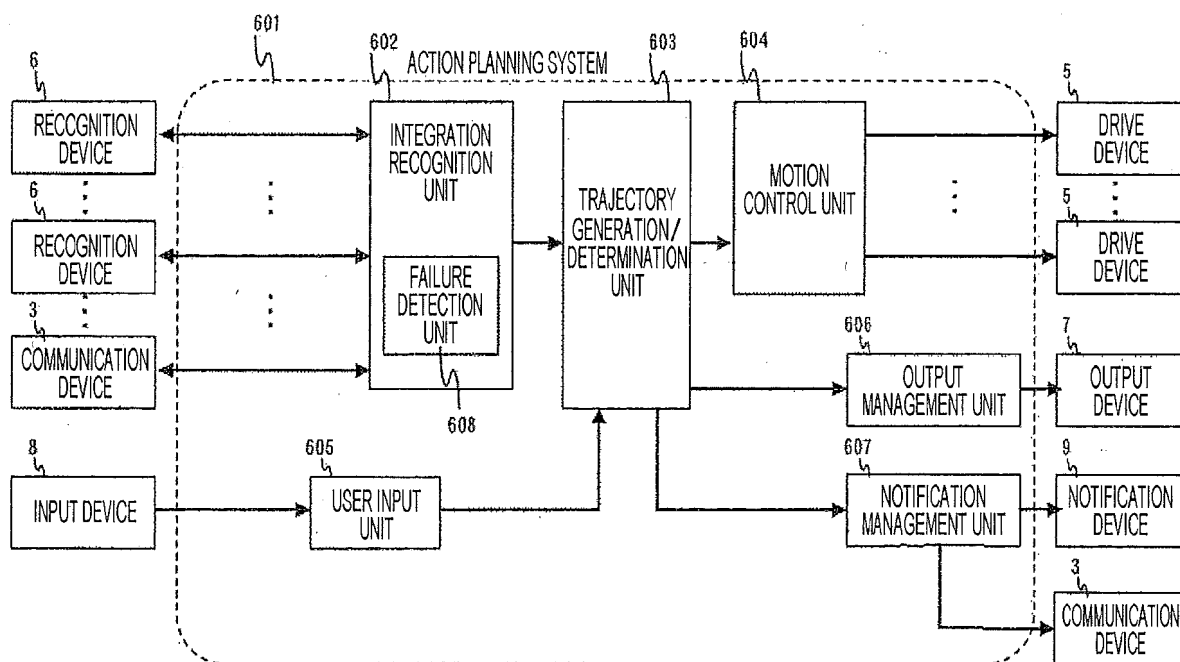 601
602
603
604
ACTION PLANNING SYSTEM
6
RECCGNITION
DEVICE
6
RECOGNITION
DEVICE
3
COMMUNICATION
DEVICE
8
INPUT DEVICE
INTEGRATION
RECOGNITION
UNIT
FAILURE
DETECTION
UNIT
608
605
USER INPUT
UNIT
TRAJECTORY
GENERATION/
DETERMINATION
UNIT
MOTION
CONTROL UNIT
606
OUTPUT
MANAGEMENT UNIT
607
NOTIFICATION
MANAGEMENT UNIT
5
DRIVE
DEVICE
5
DRIVE
DEVICE
7
OUTPUT
DEVICE
9
NOTIFICATION
DEVICE
3
COMMUNICATION
DEVICE